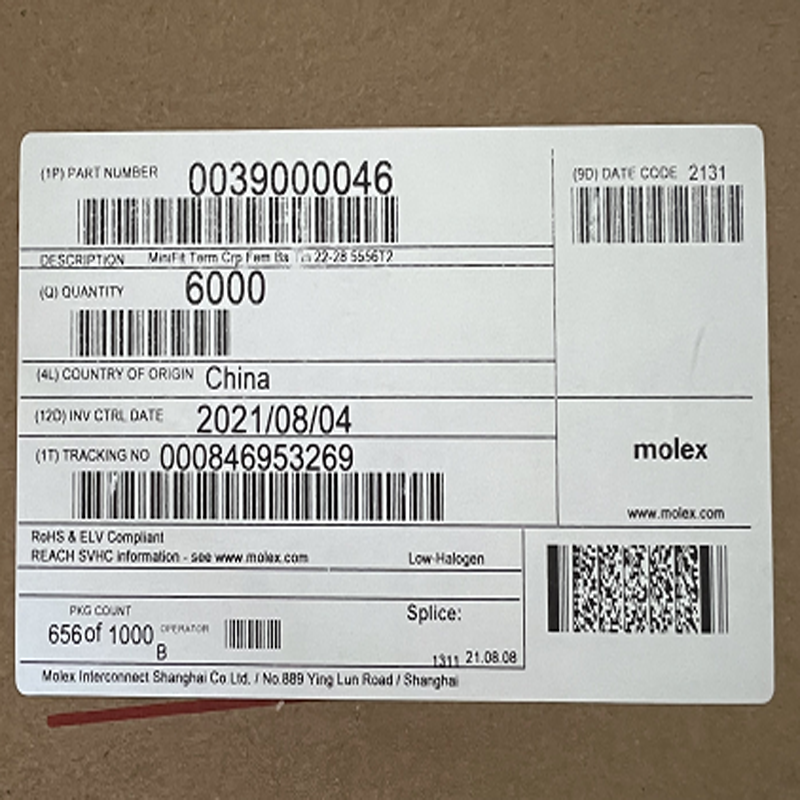 (1P) PART NUMBER 0039000046
(9D) DATE CODE 2131
DESCRIPTION MiniFit Term Crp Fem Ba 22-28 5556T2
(Q) QUANTITY 6000
(4L) COUNTRY OF ORIGIN China
(12D) INV CTRL DATE 2021/08/04
(1T) TRACKING NO 000846953269
molex
www.molex.com
RoHS & ELV Compliant
REACH SVHC information - see www.molex.com Low-Halogen
PKG COUNT
656 of 1000
OPERATOR
B
Splice:
1311 21.08.08
Molex Interconnect Shanghai Co Ltd. / No.889 Ying Lun Road / Shanghai